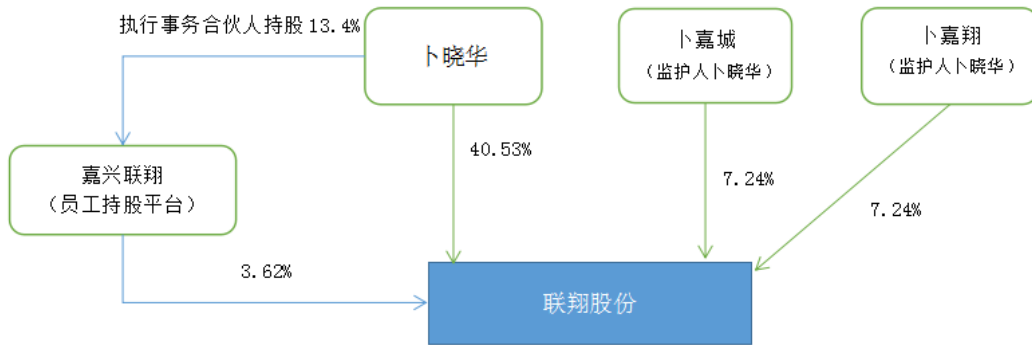 执行事务合伙人持股 13.4%
卜晓华
卜嘉城
（监护人卜晓华）
卜嘉翔
（监护人卜晓华）
嘉兴联翔
（员工持股平台）
40.53%
7.24%
7.24%
3.62%
联翔股份